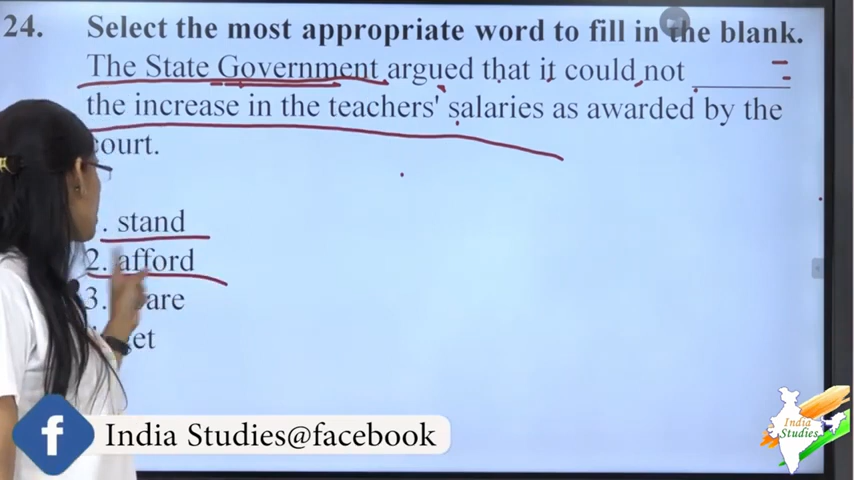 24. Select the most appropriate word to fill in the blank.
The State Government argued that it could not
the increase in the teachers' salaries as awarded by the
court.
. stand
2. afford
3. are
et
f India Studies@facebook
India
Studies